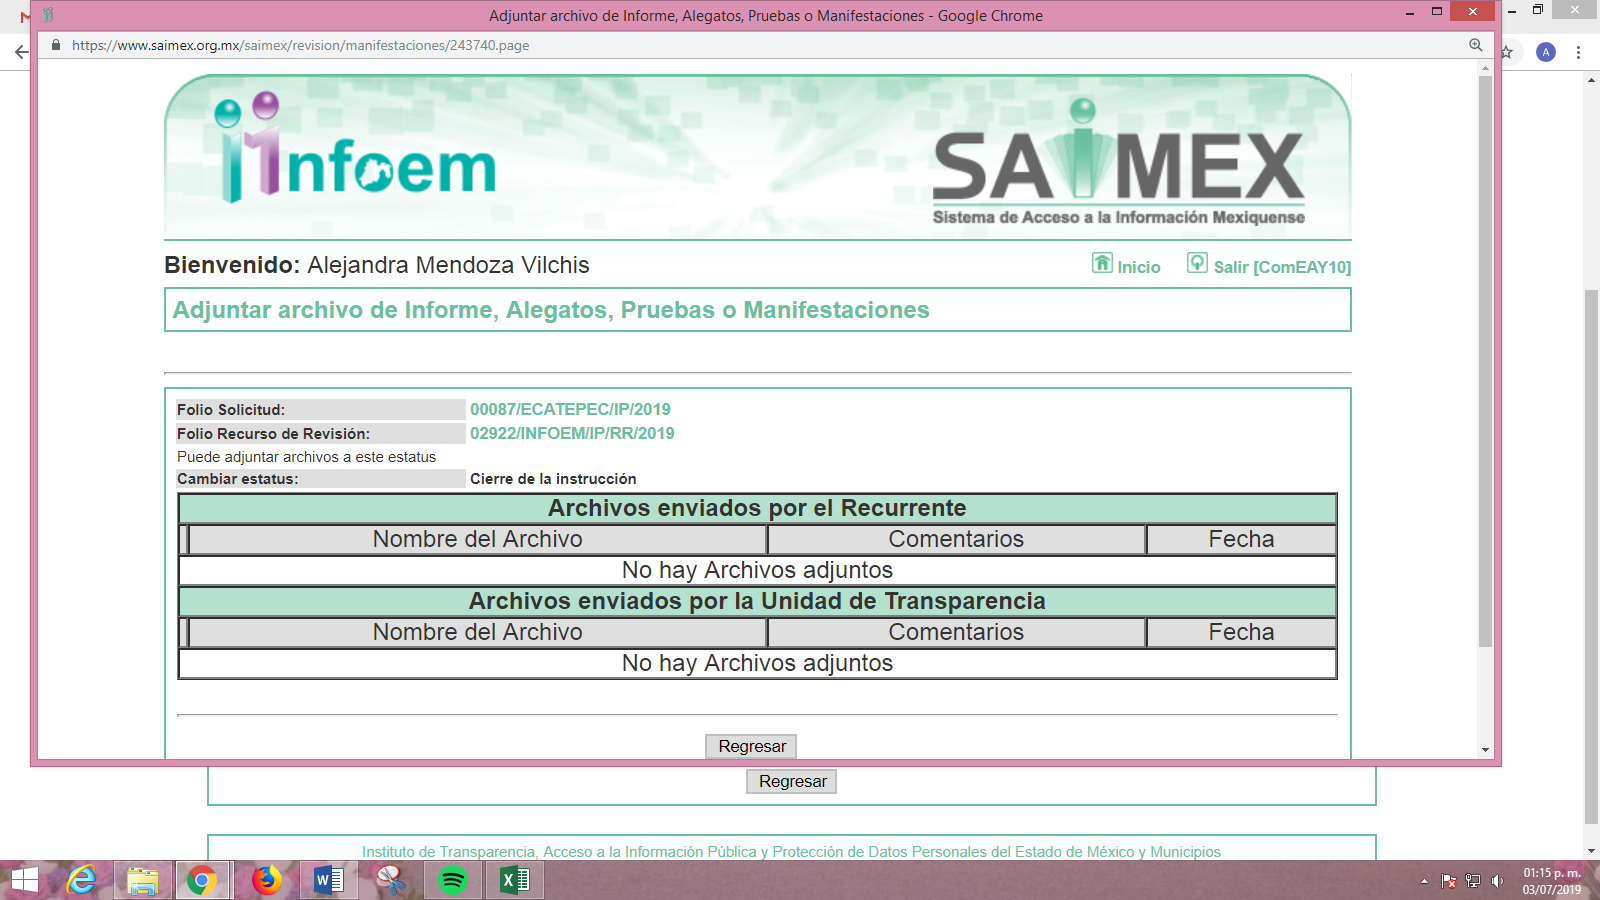 Adjuntar archivo de Informe, Alegatos, Pruebas o Manifestaciones - Google Chrome
https://www.saimex.org.mx/saimex/revision/manifestaciones/243740.page
A
infoem
SAIMEX
Sistema de Acceso a la Información Mexiquense
Bienvenido: Alejandra Mendoza Vilchis
Inicio
Salir [ComEAY10]
Adjuntar archivo de Informe, Alegatos, Pruebas o Manifestaciones
Folio Solicitud: 00087/ECATEPEC/IP/2019
Folio Recurso de Revisión: 02922/INFOEM/IP/RR/2019
Puede adjuntar archivos a este estatus
Cambiar estatus: Cierre de la instrucción
Archivos enviados por el Recurrente
Nombre del Archivo Comentarios Fecha
No hay Archivos adjuntos
Archivos enviados por la Unidad de Transparencia
Nombre del Archivo Comentarios Fecha
No hay Archivos adjuntos
Regresar
Regresar
Instituto de Transparencia, Acceso a la Información Pública y Protección de Datos Personales del Estado de México y Municipios
01:15 p. m.
03/07/2019